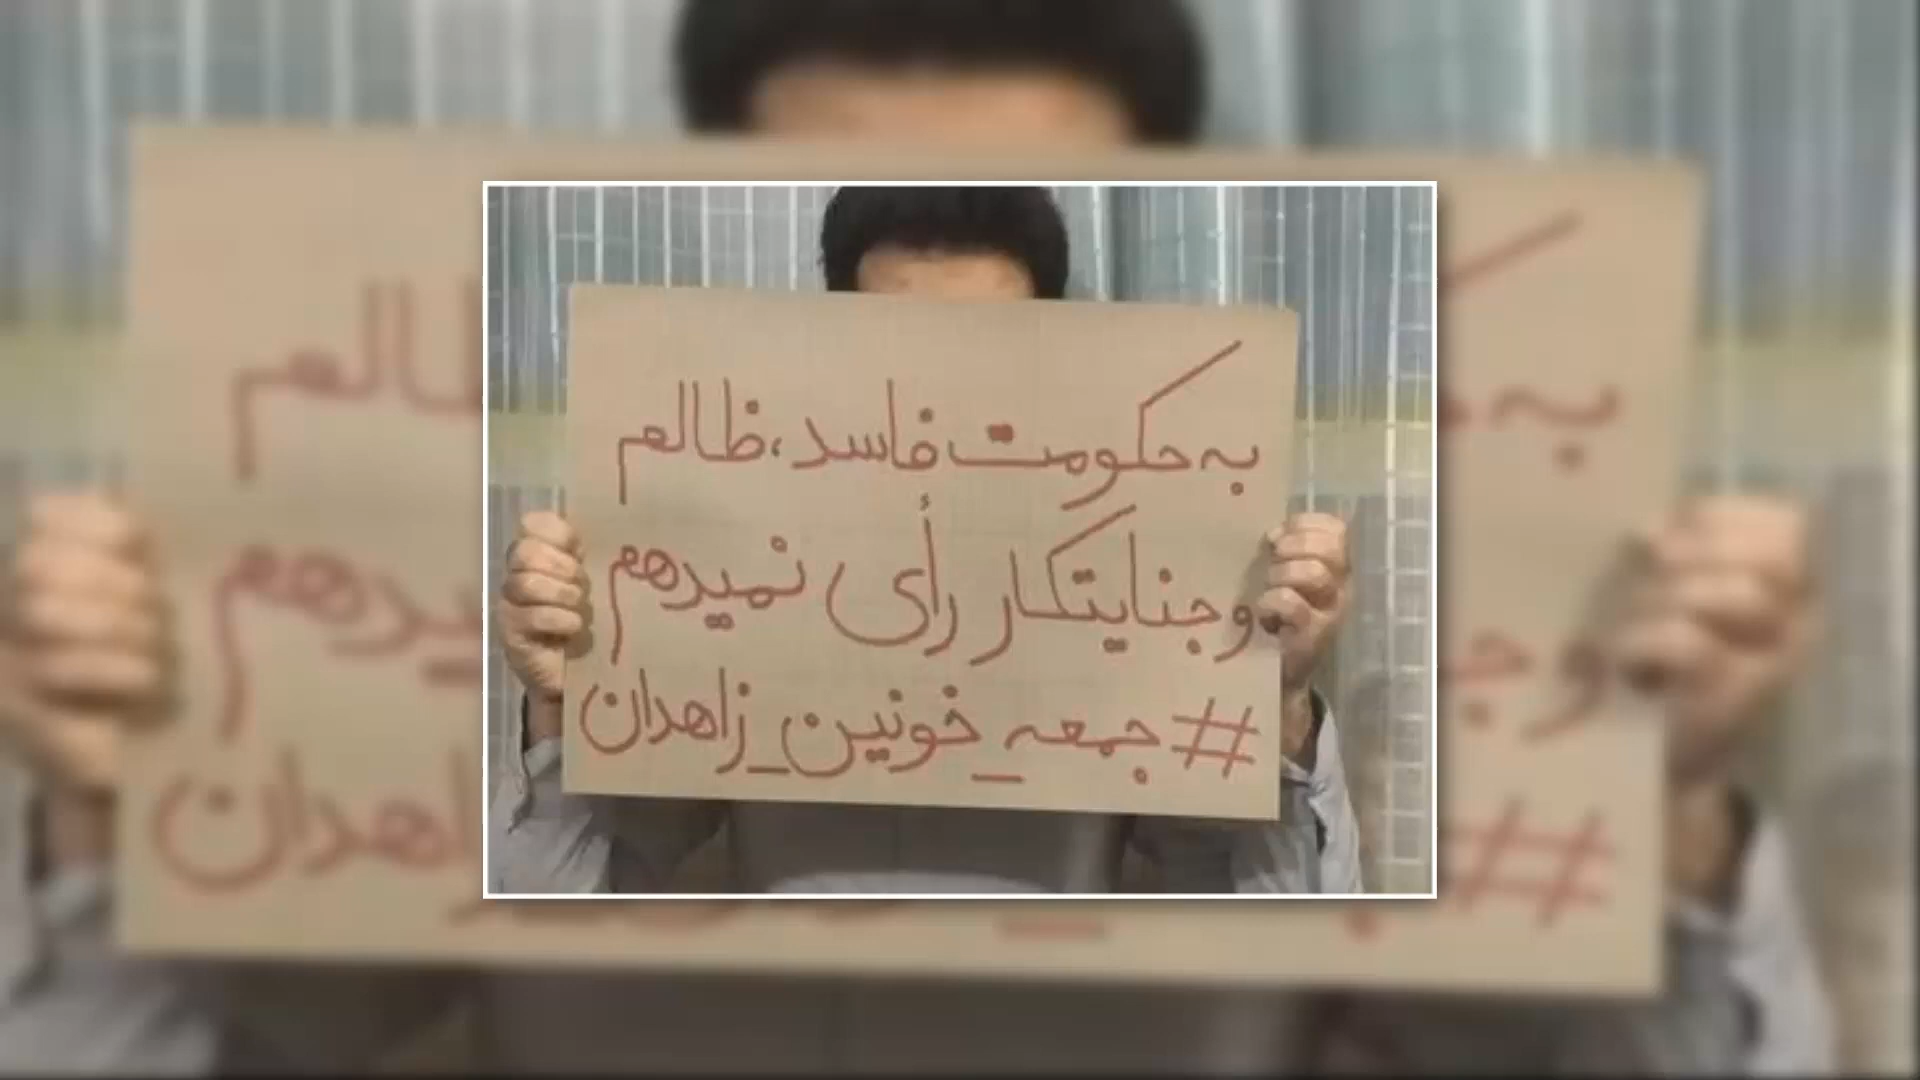 به حکومت فاسد، ظالم
و جنایتکار رأی نمیدهم
#جمعه_خونین_زاهدان